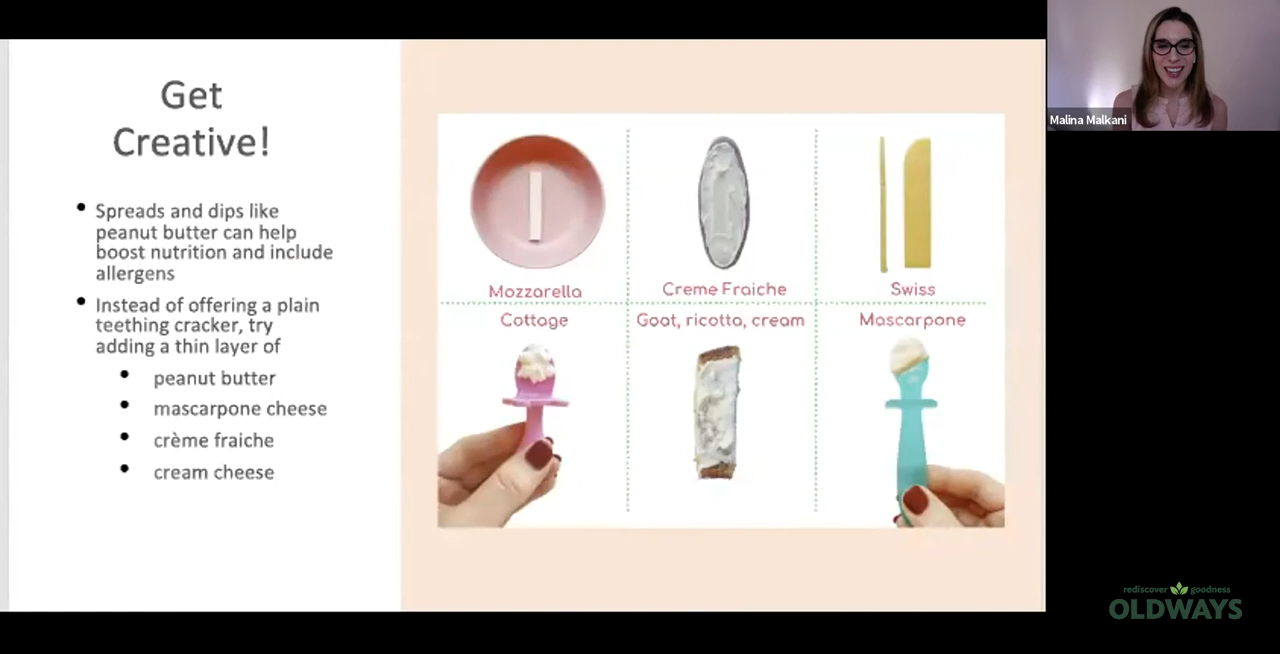 Get
Creative!
• Spreads and dips like
peanut butter can help
boost nutrition and include
allergens
• Instead of offering a plain
teething cracker, try
adding a thin layer of
• peanut butter
• mascarpone cheese
• crème fraiche
• cream cheese
Mozzarella
Creme Fraiche
Swiss
Cottage
Goat, ricotta, cream
Mascarpone
Malina Malkani
rediscover goodness
OLDWAYS